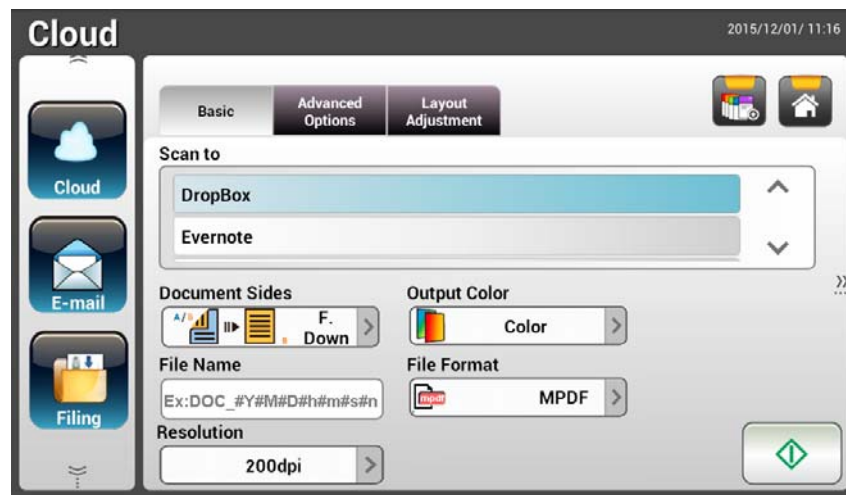 Cloud
2015/12/01/ 11:16
Basic
Advanced
Options
Layout
Adjustment
Scan to
DropBox
Evernote
Cloud
E-mail
Filing
Document Sides
A/B
F.
Down
Output Color
Color
File Name
Ex:DOC_#Y#M#D#h#m#s#n
File Format
mpdf
MPDF
Resolution
200dpi